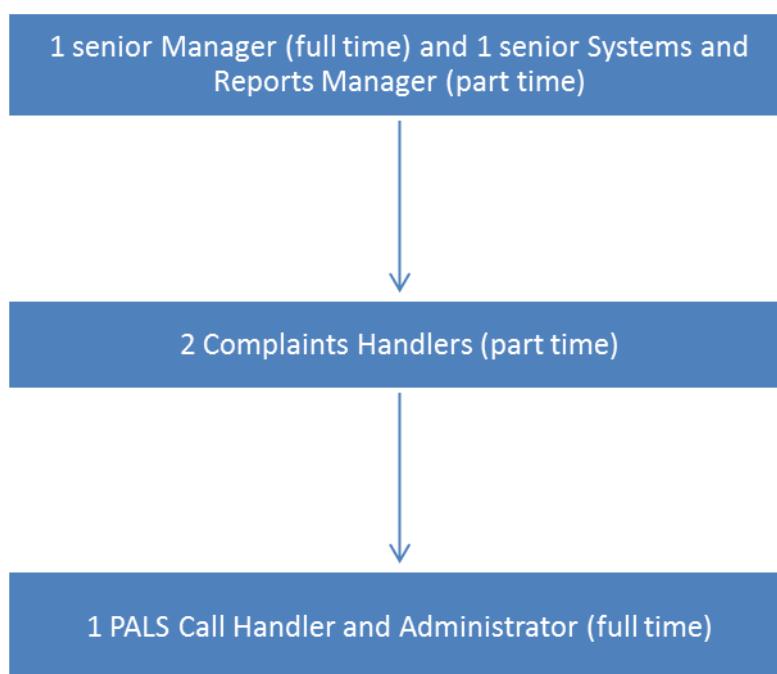 1 senior Manager (full time) and 1 senior Systems and
Reports Manager (part time)
2 Complaints Handlers (part time)
1 PALS Call Handler and Administrator (full time)